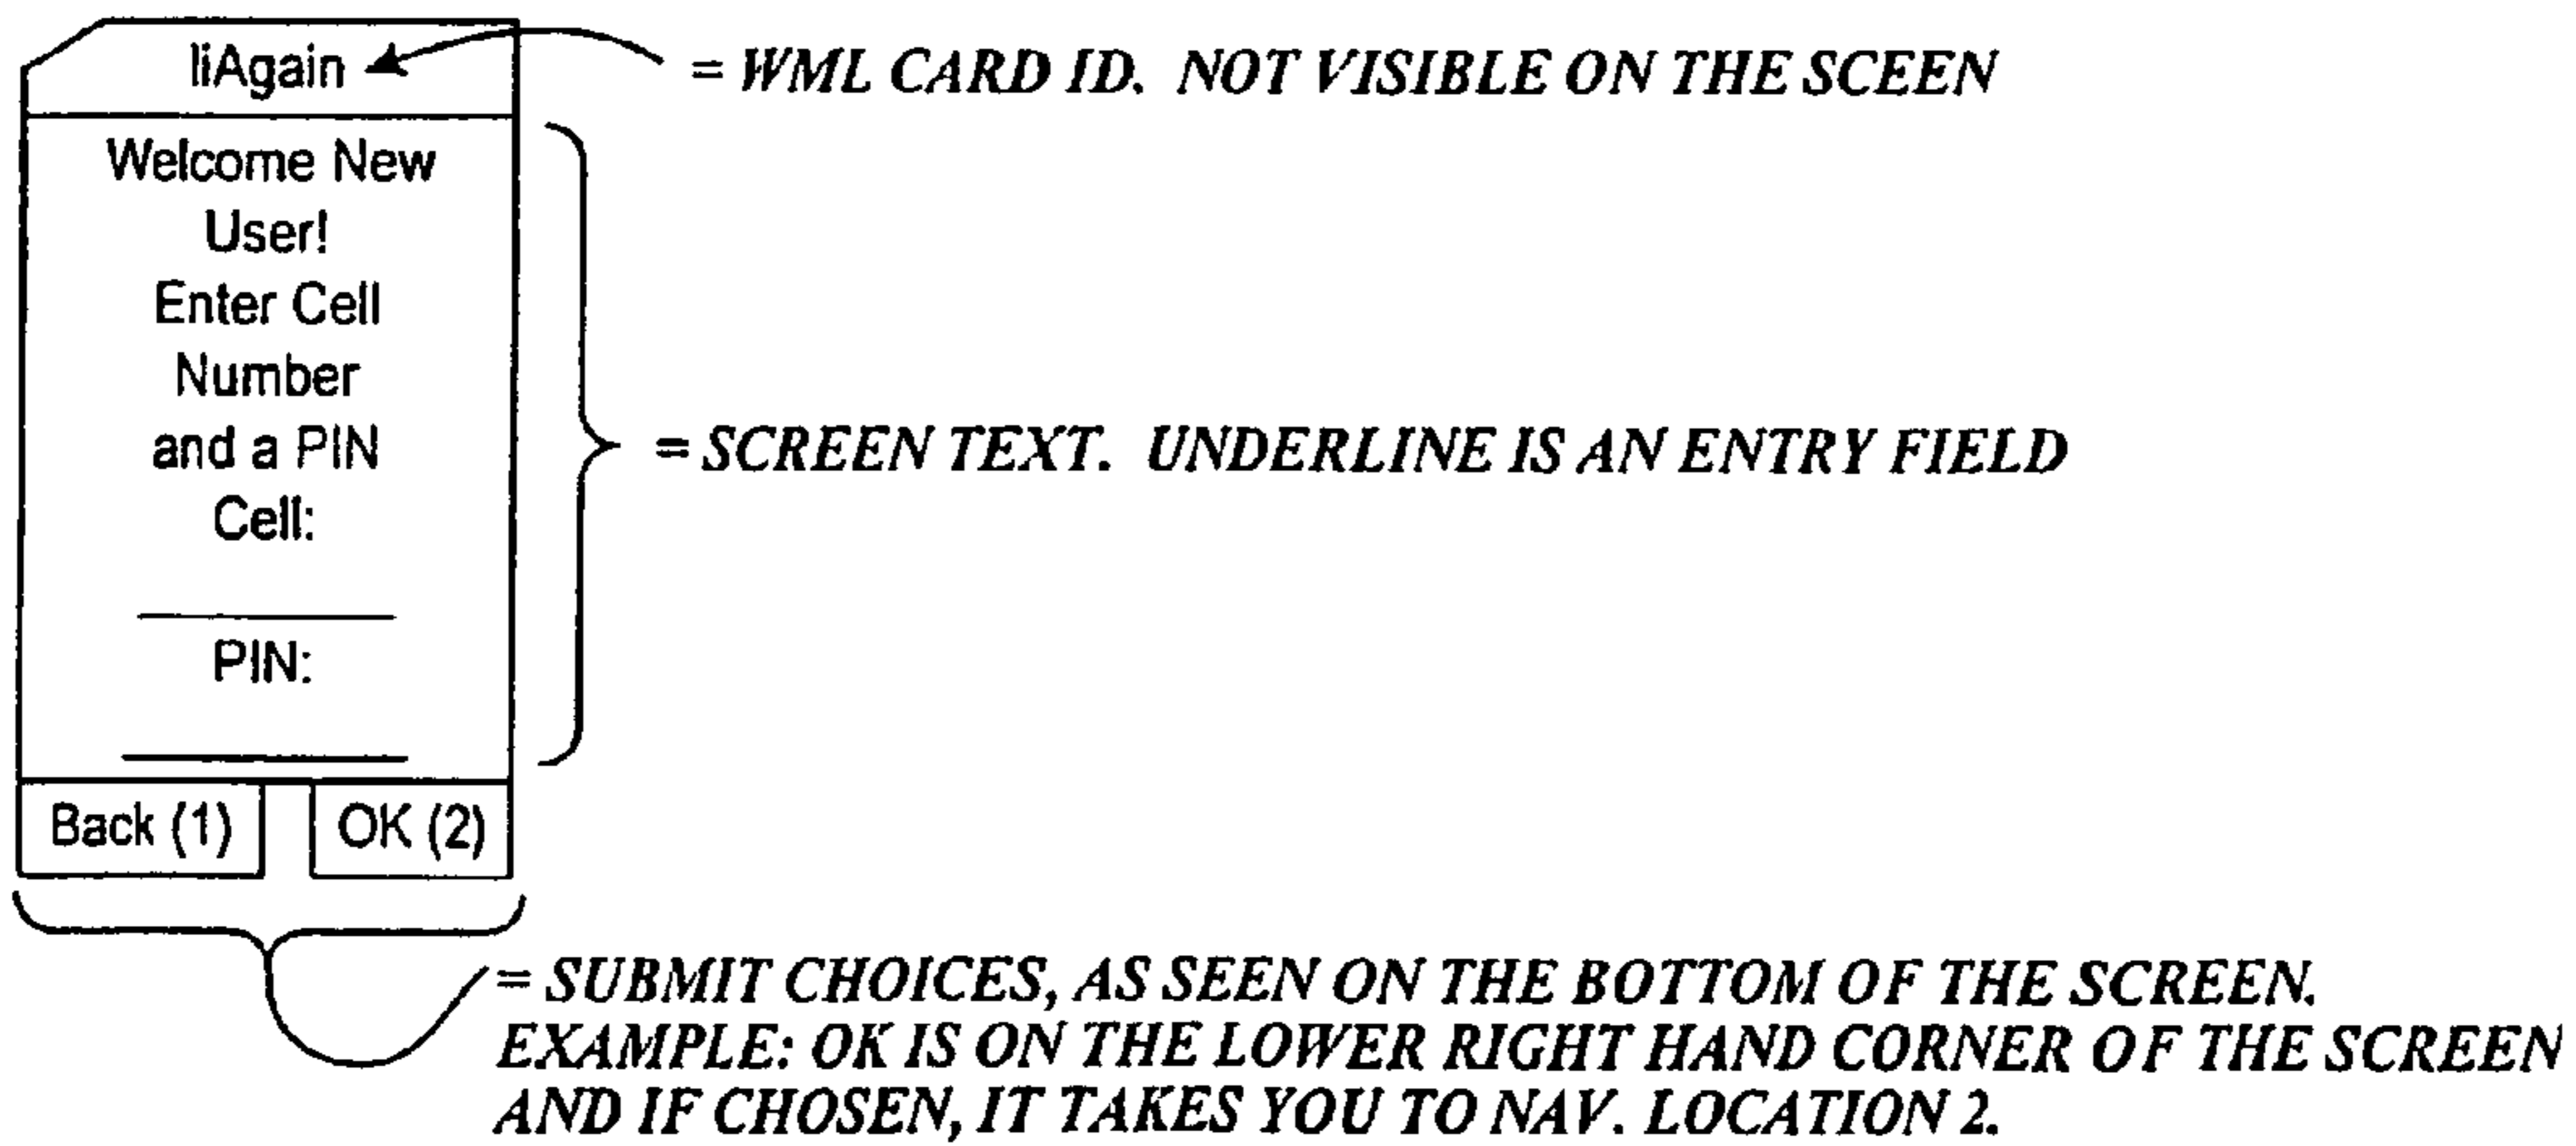 liAgain
= WML CARD ID. NOT VISIBLE ON THE SCEEN
Welcome New
User!
Enter Cell
Number
and a PIN
Cell:
PIN:
= SCREEN TEXT. UNDERLINE IS AN ENTRY FIELD
Back (1)
OK (2)
= SUBMIT CHOICES, AS SEEN ON THE BOTTOM OF THE SCREEN.
EXAMPLE: OK IS ON THE LOWER RIGHT HAND CORNER OF THE SCREEN
AND IF CHOSEN, IT TAKES YOU TO NAV. LOCATION 2.